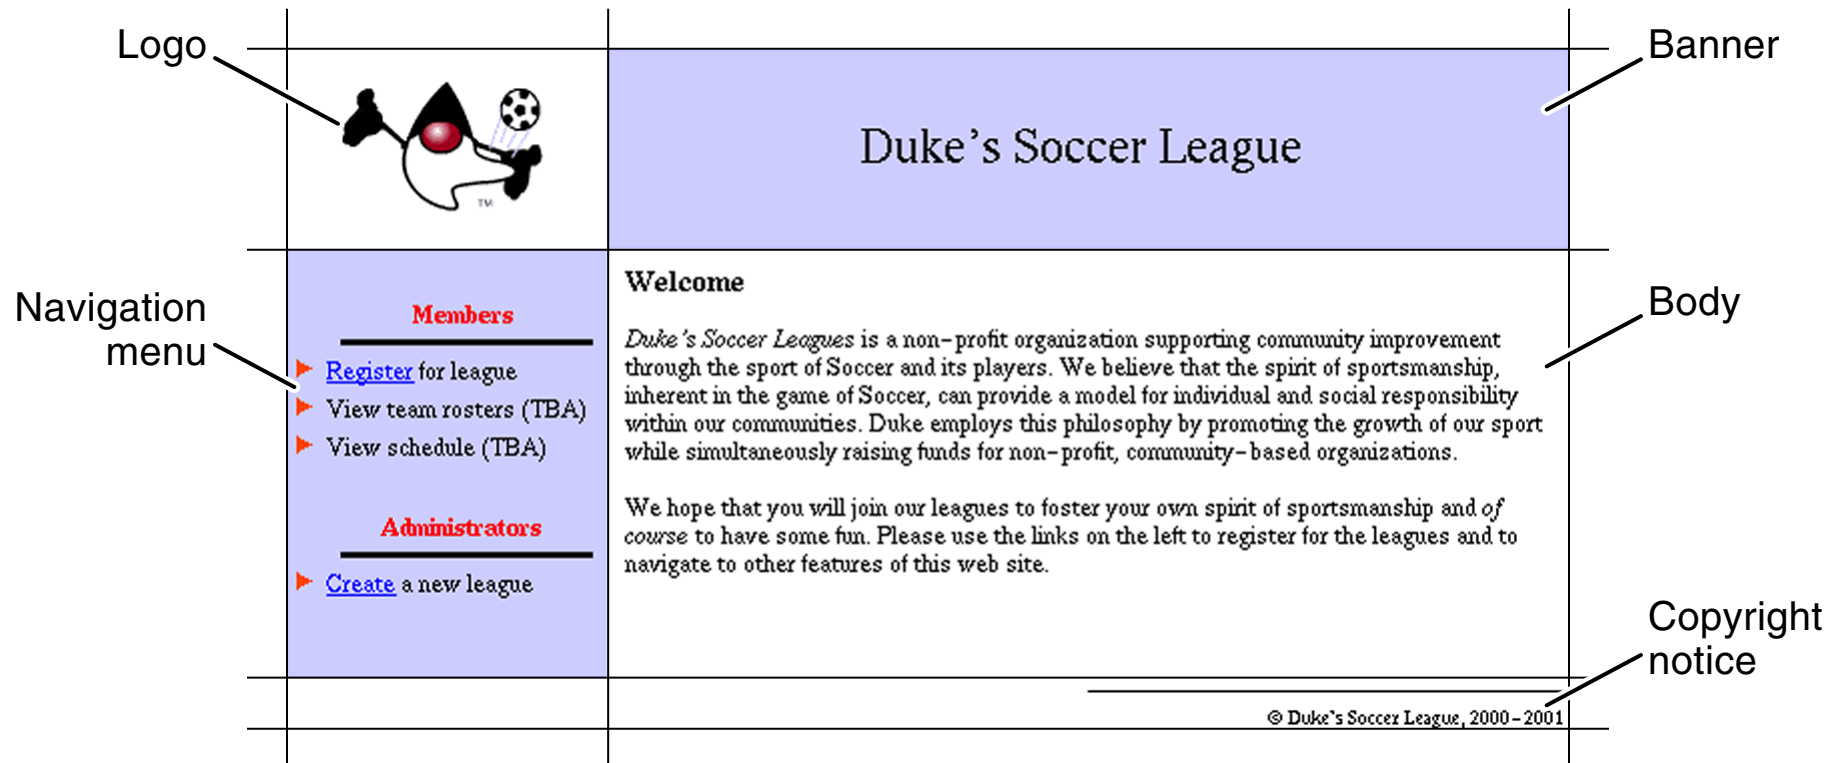 Logo
Banner
Duke's Soccer League
TM
Navigation
menu
Members
Register for league
View team rosters (TBA)
View schedule (TBA)
Administrators
Create a new league
Welcome
Duke's Soccer Leagues is a non-profit organization supporting community improvement
through the sport of Soccer and its players. We believe that the spirit of sportsmanship,
inherent in the game of Soccer, can provide a model for individual and social responsibility
within our communities. Duke employs this philosophy by promoting the growth of our sport
while simultaneously raising funds for non-profit, community-based organizations.
We hope that you will join our leagues to foster your own spirit of sportsmanship and of
course to have some fun. Please use the links on the left to register for the leagues and to
navigate to other features of this web site.
Body
Copyright
notice
© Duke's Soccer League, 2000-2001